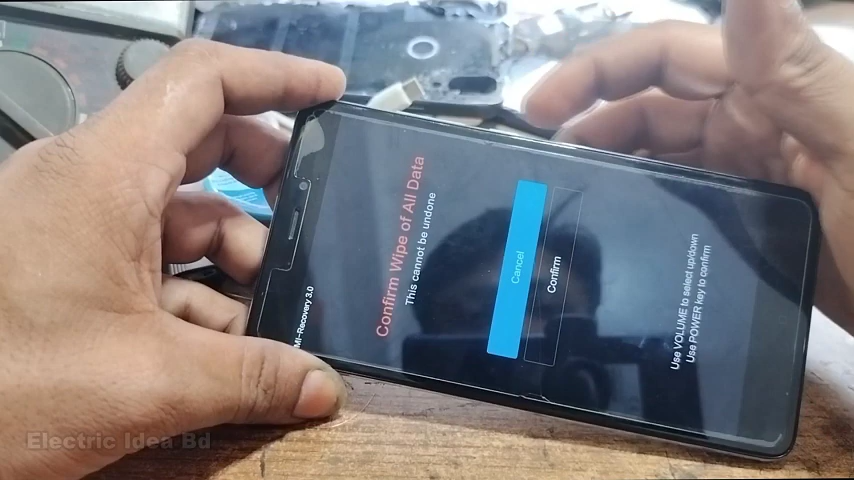 MI-Recovery 3.0
Confirm Wipe of All Data
This cannot be undone
Cancel
Confirm
Use VOLUME to select up/down
Use POWER key to confirm
Electric Idea Bd